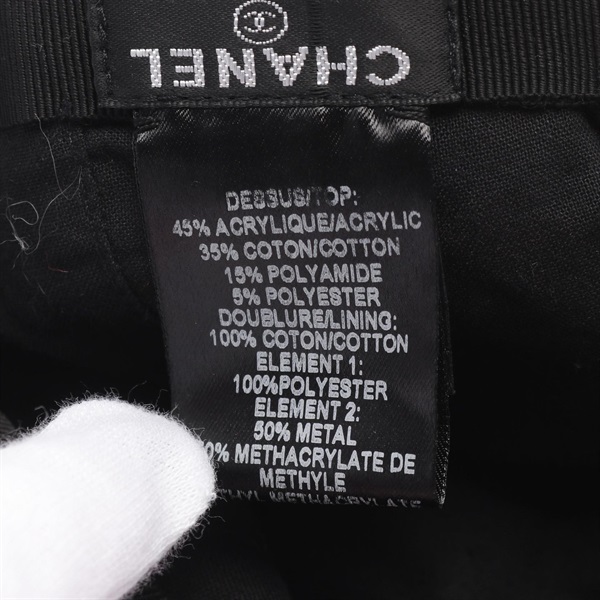 CHANEL
DESSUS/TOP:
45% ACRYLIQUE/ACRYLIC
35% COTON/COTTON
15% POLYAMIDE
5% POLYESTER
DOUBLURE/LINING:
100% COTON/COTTON
ELEMENT 1:
100%POLYESTER
ELEMENT 2:
50% METAL
METHACRYLATE DE
METHYLE
METHACRYLATE